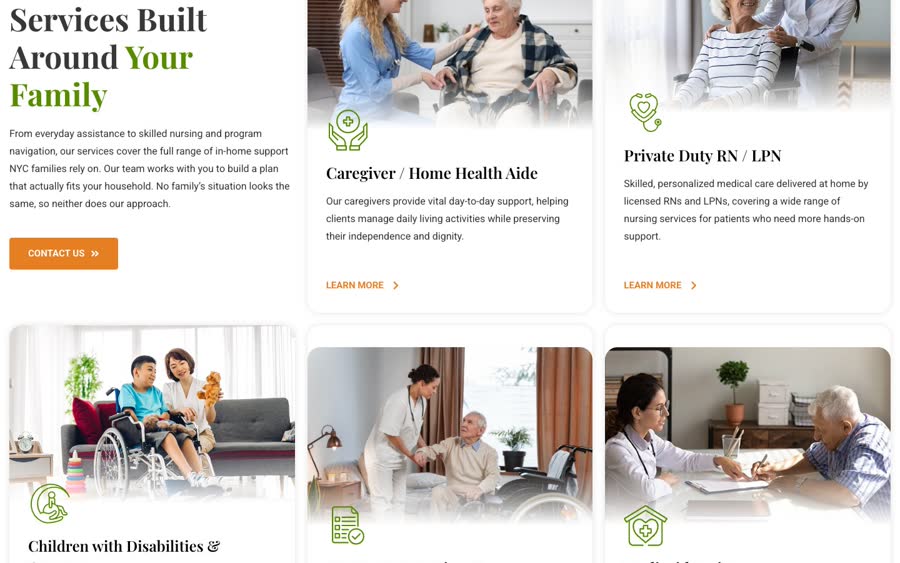 Services Built
Around Your
Family
From everyday assistance to skilled nursing and program
navigation, our services cover the full range of in-home support
NYC families rely on. Our team works with you to build a plan
that actually fits your household. No family's situation looks the
same, so neither does our approach.
CONTACT US
Caregiver / Home Health Aide
Our caregivers provide vital day-to-day support, helping
clients manage daily living activities while preserving
their independence and dignity.
LEARN MORE
Private Duty RN / LPN
Skilled, personalized medical care delivered at home by
licensed RNs and LPNs, covering a wide range of
nursing services for patients who need more hands-on
support.
LEARN MORE
Children with Disabilities &